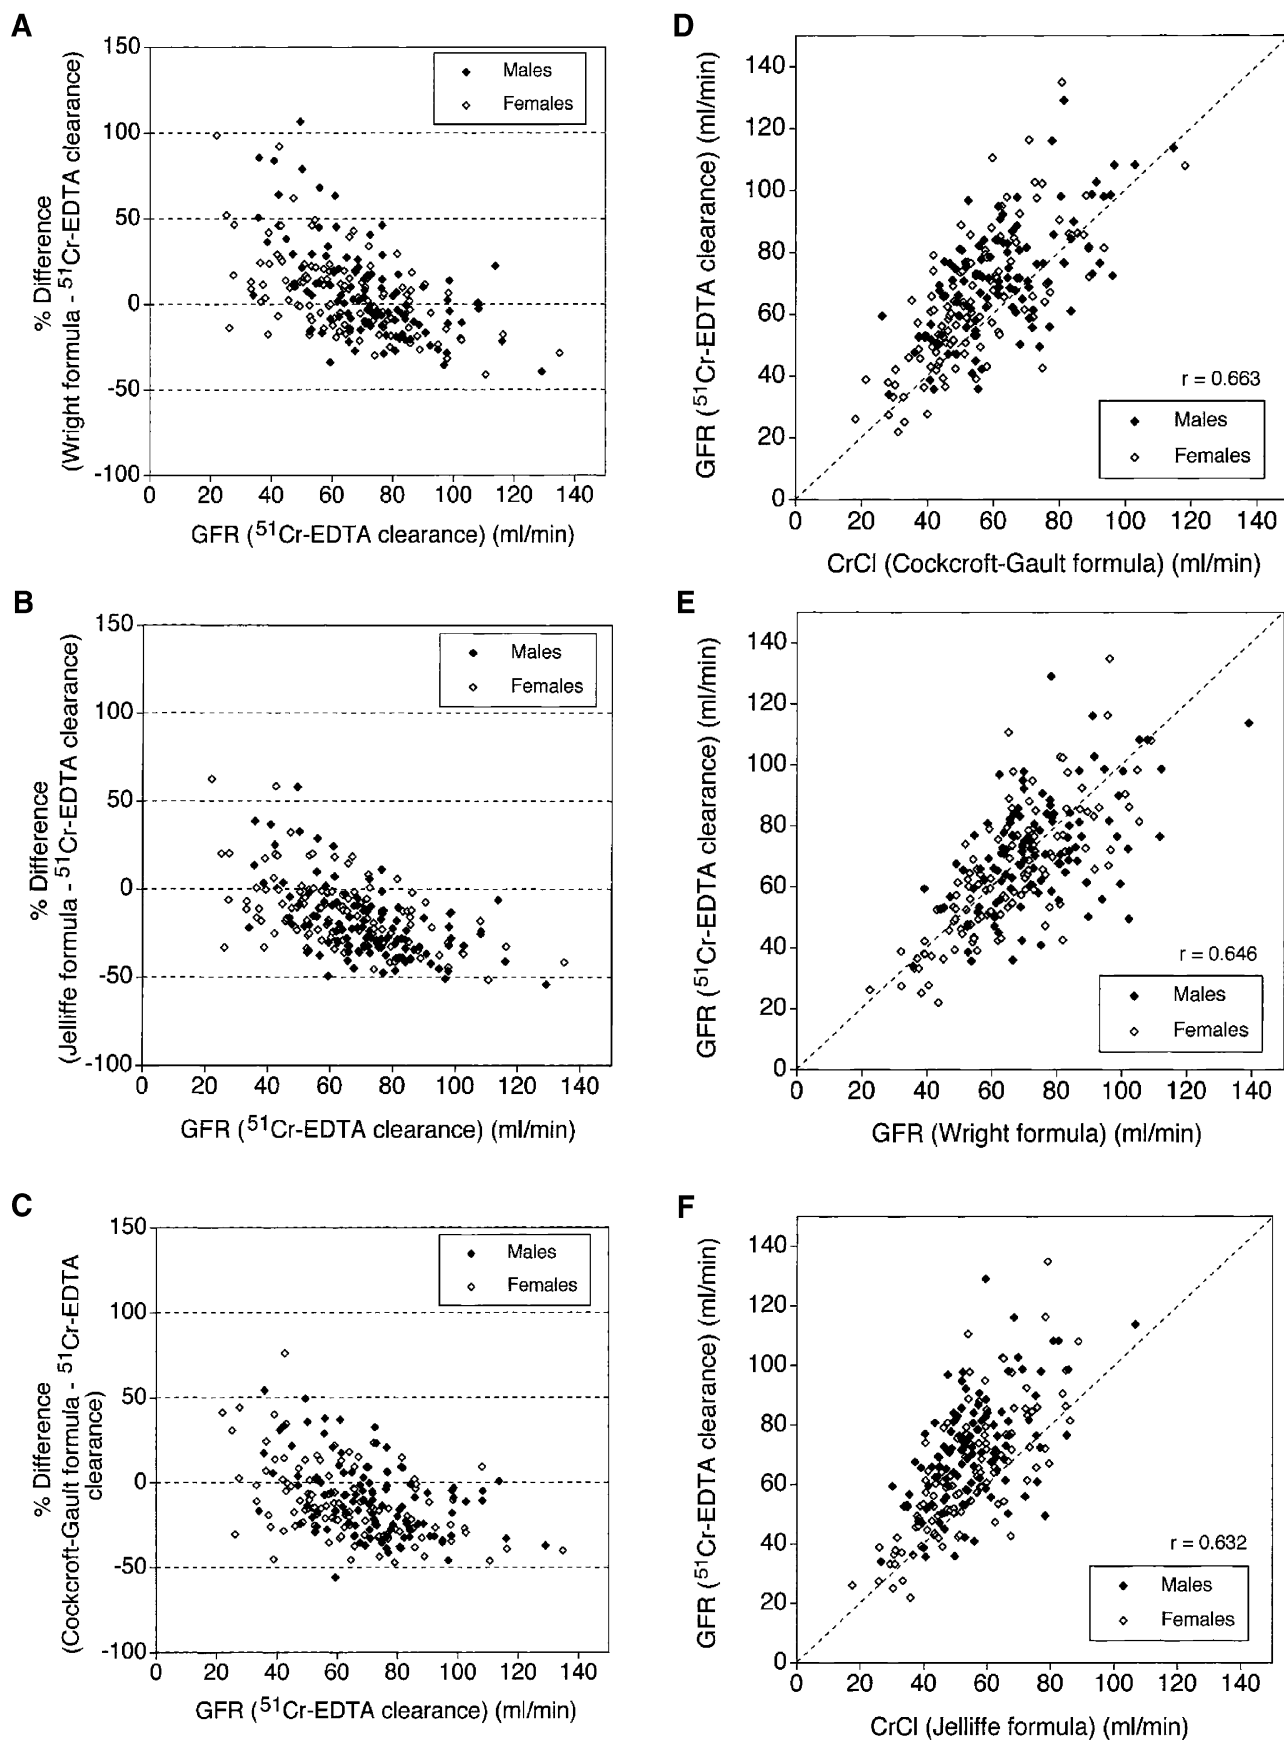 A
150
100
50
0
-50
-100
% Difference
(Wright formula - 51Cr-EDTA clearance)
Males
Females
0 20 40 60 80 100 120 140
GFR (51Cr-EDTA clearance) (ml/min)
B
150
100
50
0
-50
-100
% Difference
(Jelliffe formula - 51Cr-EDTA clearance)
Males
Females
0 20 40 60 80 100 120 140
GFR (51Cr-EDTA clearance) (ml/min)
C
150
100
50
0
-50
-100
% Difference
(Cockcroft-Gault formula - 51Cr-EDTA
clearance)
Males
Females
0 20 40 60 80 100 120 140
GFR (51Cr-EDTA clearance) (ml/min)
D
140
120
100
80
60
40
20
0
GFR (51Cr-EDTA clearance) (ml/min)
r = 0.663
Males
Females
0 20 40 60 80 100 120 140
CrCl (Cockcroft-Gault formula) (ml/min)
E
140
120
100
80
60
40
20
0
GFR (51Cr-EDTA clearance) (ml/min)
r = 0.646
Males
Females
0 20 40 60 80 100 120 140
GFR (Wright formula) (ml/min)
F
140
120
100
80
60
40
20
0
GFR (51Cr-EDTA clearance) (ml/min)
r = 0.632
Males
Females
0 20 40 60 80 100 120 140
CrCl (Jelliffe formula) (ml/min)